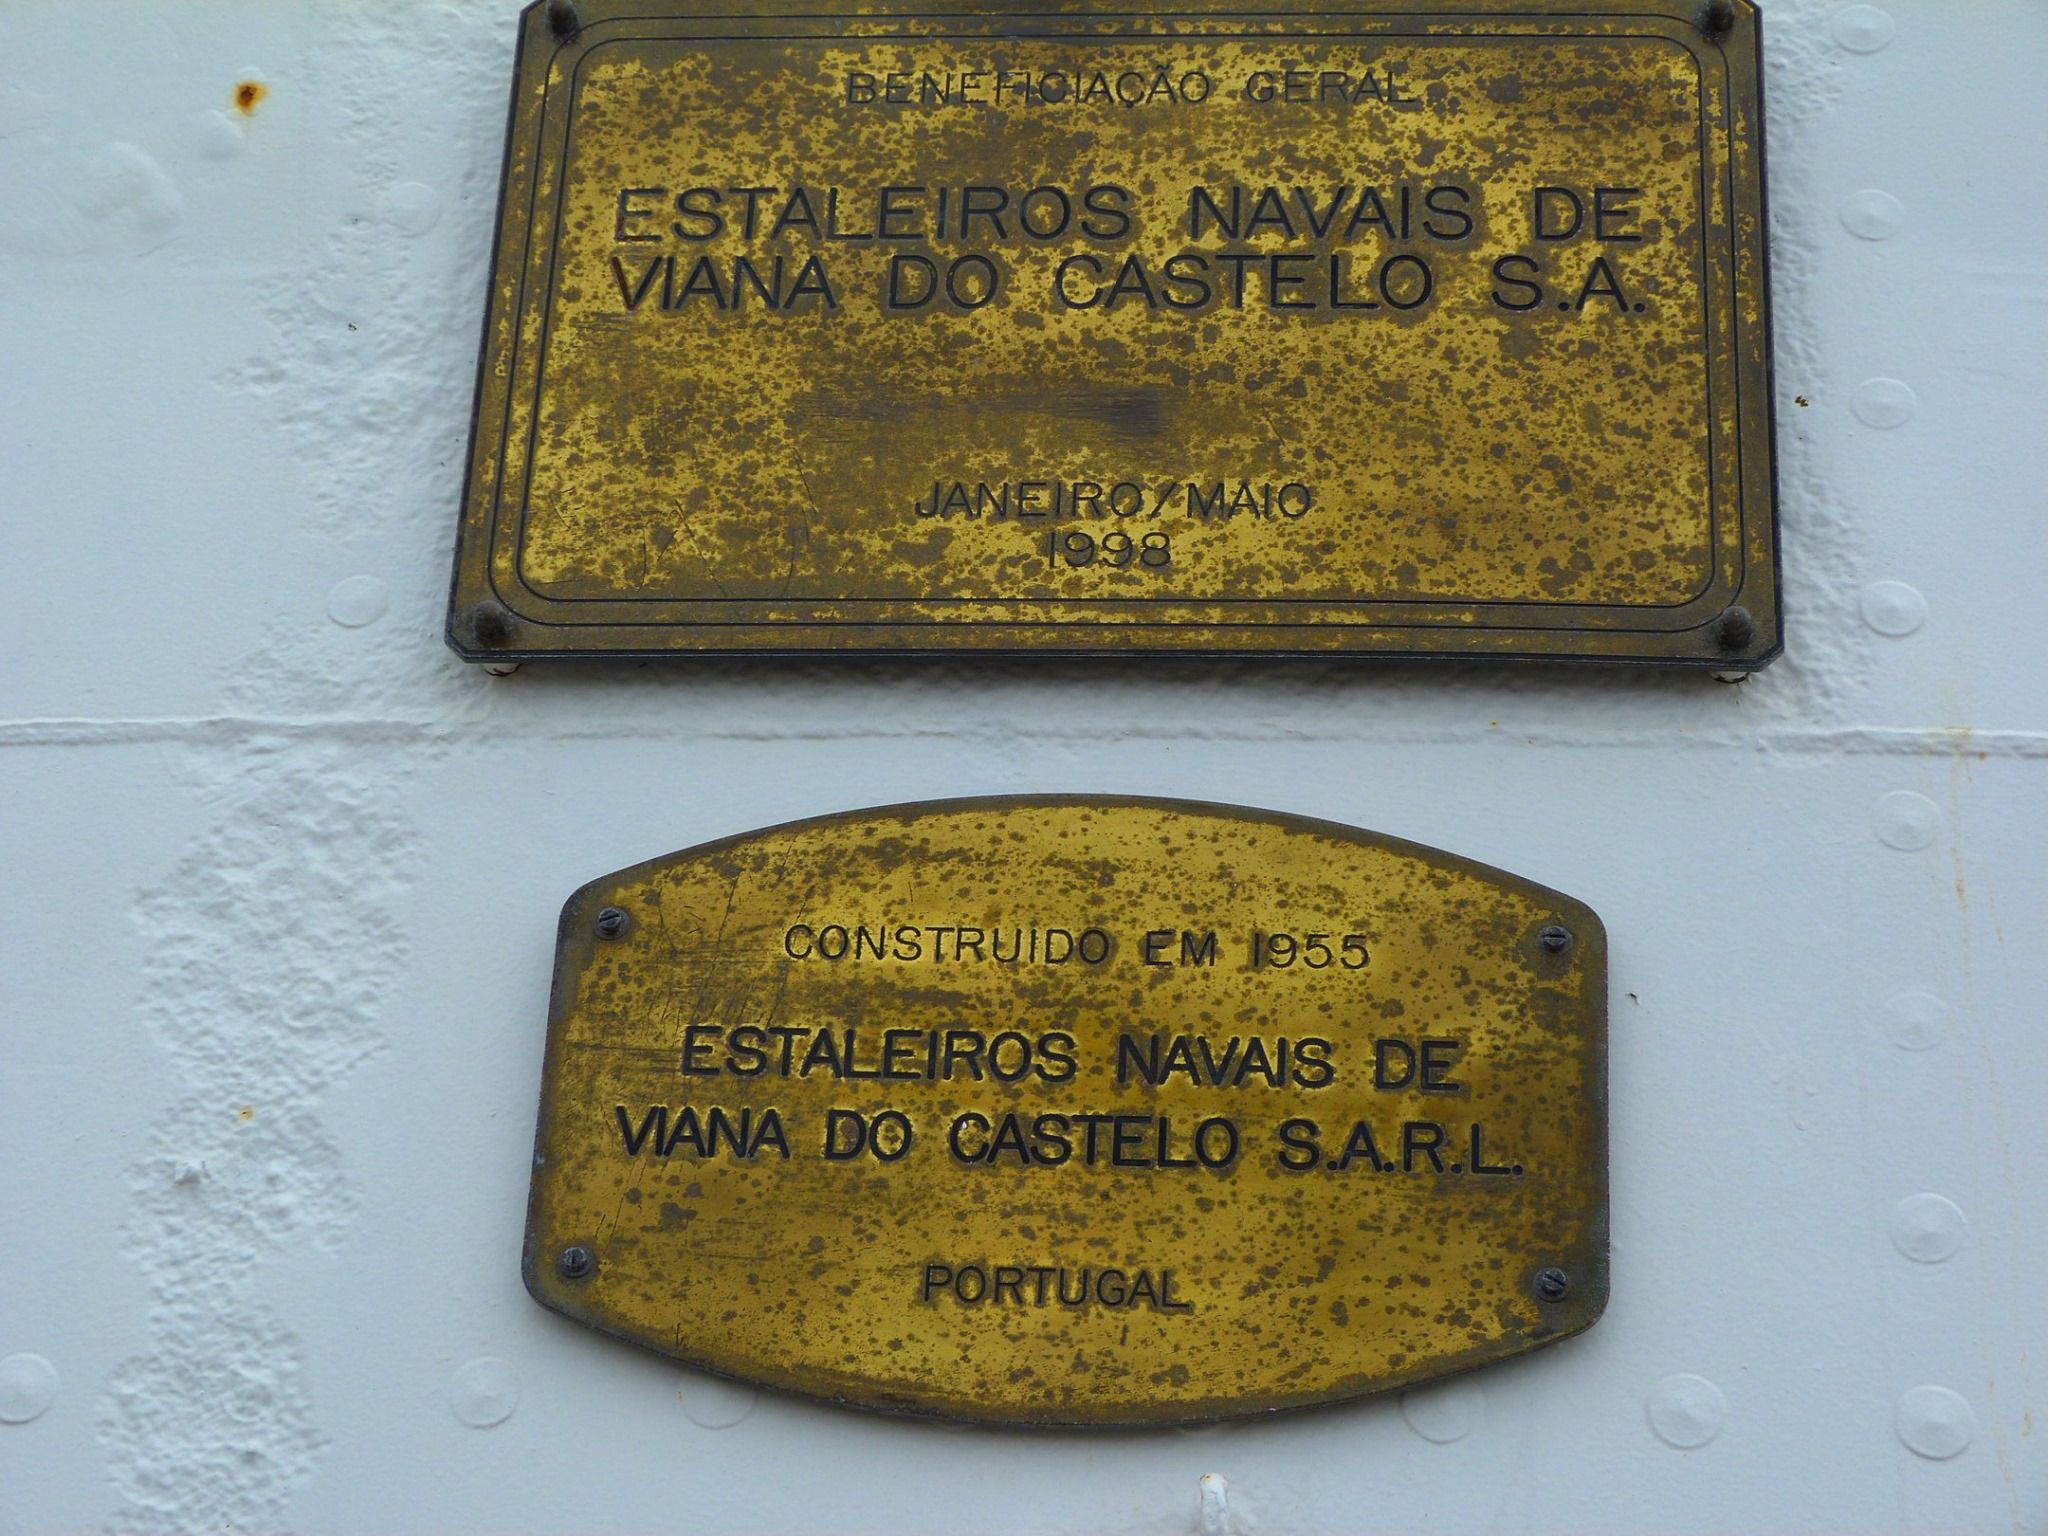 BENEFICIAÇÃO GERAL
ESTALEIROS NAVAIS DE
VIANA DO CASTELO S.A.
JANEIRO/MAIO
1998
CONSTRUIDO EM 1955
ESTALEIROS NAVAIS DE
VIANA DO CASTELO S.A.R.L.
PORTUGAL